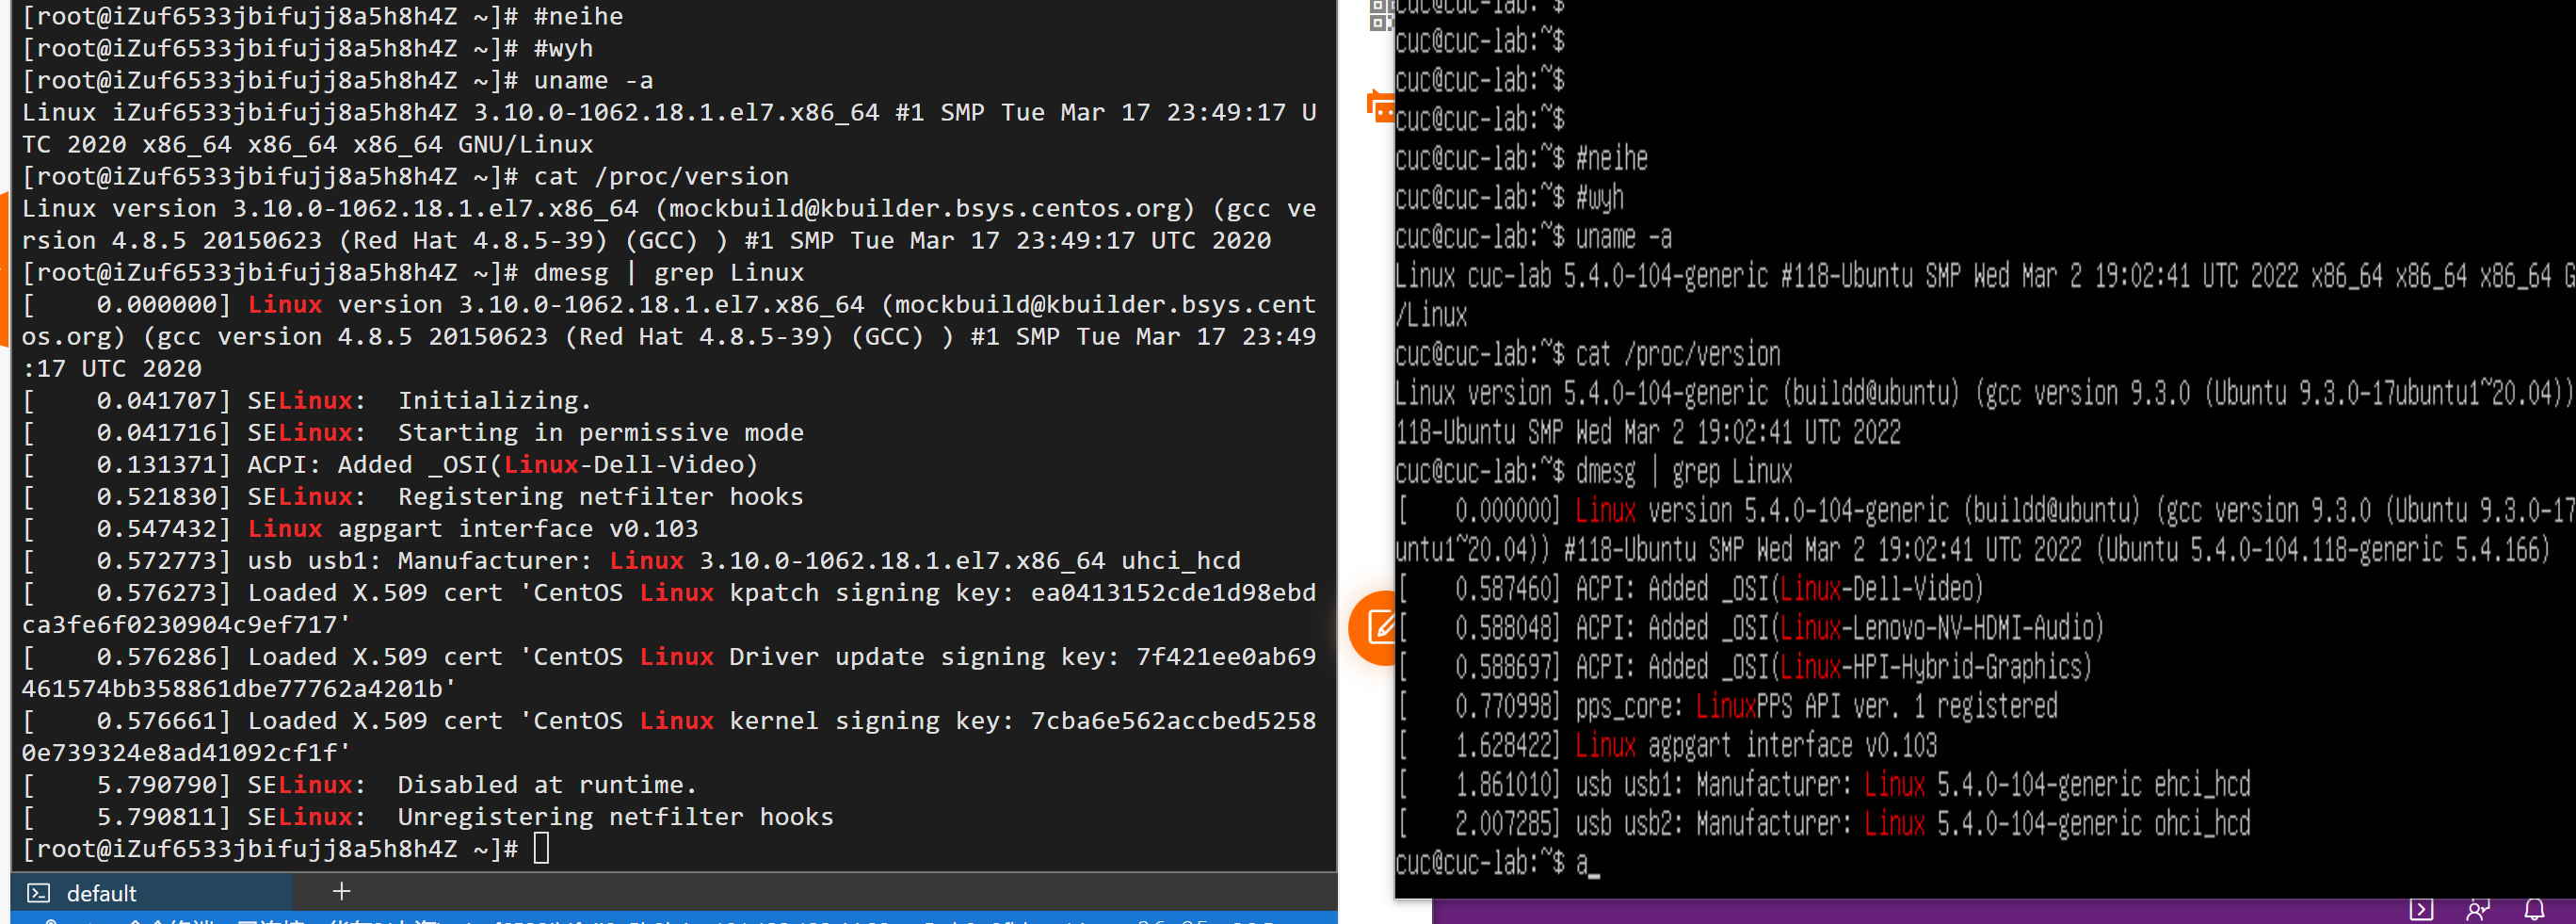 [root@iZuf6533jbifujj8a5h8h4Z ~]# #neihe
[root@iZuf6533jbifujj8a5h8h4Z ~]# #wyh
[root@iZuf6533jbifujj8a5h8h4Z ~]# uname -a
Linux iZuf6533jbifujj8a5h8h4Z 3.10.0-1062.18.1.el7.x86_64 #1 SMP Tue Mar 17 23:49:17 U
TC 2020 x86_64 x86_64 x86_64 GNU/Linux
[root@iZuf6533jbifujj8a5h8h4Z ~]# cat /proc/version
Linux version 3.10.0-1062.18.1.el7.x86_64 (mockbuild@kbuilder.bsys.centos.org) (gcc ve
rsion 4.8.5 20150623 (Red Hat 4.8.5-39) (GCC) ) #1 SMP Tue Mar 17 23:49:17 UTC 2020
[root@iZuf6533jbifujj8a5h8h4Z ~]# dmesg | grep Linux
[    0.000000] Linux version 3.10.0-1062.18.1.el7.x86_64 (mockbuild@kbuilder.bsys.cent
os.org) (gcc version 4.8.5 20150623 (Red Hat 4.8.5-39) (GCC) ) #1 SMP Tue Mar 17 23:49
:17 UTC 2020
[    0.041707] SELinux:  Initializing.
[    0.041716] SELinux:  Starting in permissive mode
[    0.131371] ACPI: Added _OSI(Linux-Dell-Video)
[    0.521830] SELinux:  Registering netfilter hooks
[    0.547432] Linux agpgart interface v0.103
[    0.572773] usb usb1: Manufacturer: Linux 3.10.0-1062.18.1.el7.x86_64 uhci_hcd
[    0.576273] Loaded X.509 cert 'CentOS Linux kpatch signing key: ea0413152cde1d98ebd
ca3fe6f0230904c9ef717'
[    0.576286] Loaded X.509 cert 'CentOS Linux Driver update signing key: 7f421ee0ab69
461574bb358861dbe77762a4201b'
[    0.576661] Loaded X.509 cert 'CentOS Linux kernel signing key: 7cba6e562accbed5258
0e739324e8ad41092cf1f'
[    5.790790] SELinux:  Disabled at runtime.
[    5.790811] SELinux:  Unregistering netfilter hooks
[root@iZuf6533jbifujj8a5h8h4Z ~]#
default
cuc@cuc-lab:~$
cuc@cuc-lab:~$
cuc@cuc-lab:~$
cuc@cuc-lab:~$
cuc@cuc-lab:~$ #neihe
cuc@cuc-lab:~$ #wyh
cuc@cuc-lab:~$ uname -a
Linux cuc-lab 5.4.0-104-generic #118-Ubuntu SMP Wed Mar 2 19:02:41 UTC 2022 x86_64 x86_64 x86_64 G
/Linux
cuc@cuc-lab:~$ cat /proc/version
Linux version 5.4.0-104-generic (buildd@ubuntu) (gcc version 9.3.0 (Ubuntu 9.3.0-17ubuntu1~20.04))
118-Ubuntu SMP Wed Mar 2 19:02:41 UTC 2022
cuc@cuc-lab:~$ dmesg | grep Linux
[    0.000000] Linux version 5.4.0-104-generic (buildd@ubuntu) (gcc version 9.3.0 (Ubuntu 9.3.0-17
untu1~20.04)) #118-Ubuntu SMP Wed Mar 2 19:02:41 UTC 2022 (Ubuntu 5.4.0-104.118-generic 5.4.166)
[    0.587460] ACPI: Added _OSI(Linux-Dell-Video)
[    0.588048] ACPI: Added _OSI(Linux-Lenovo-NV-HDMI-Audio)
[    0.588697] ACPI: Added _OSI(Linux-HPI-Hybrid-Graphics)
[    0.770998] pps_core: LinuxPPS API ver. 1 registered
[    1.628422] Linux agpgart interface v0.103
[    1.861010] usb usb1: Manufacturer: Linux 5.4.0-104-generic ehci_hcd
[    2.007285] usb usb2: Manufacturer: Linux 5.4.0-104-generic ohci_hcd
cuc@cuc-lab:~$ a_